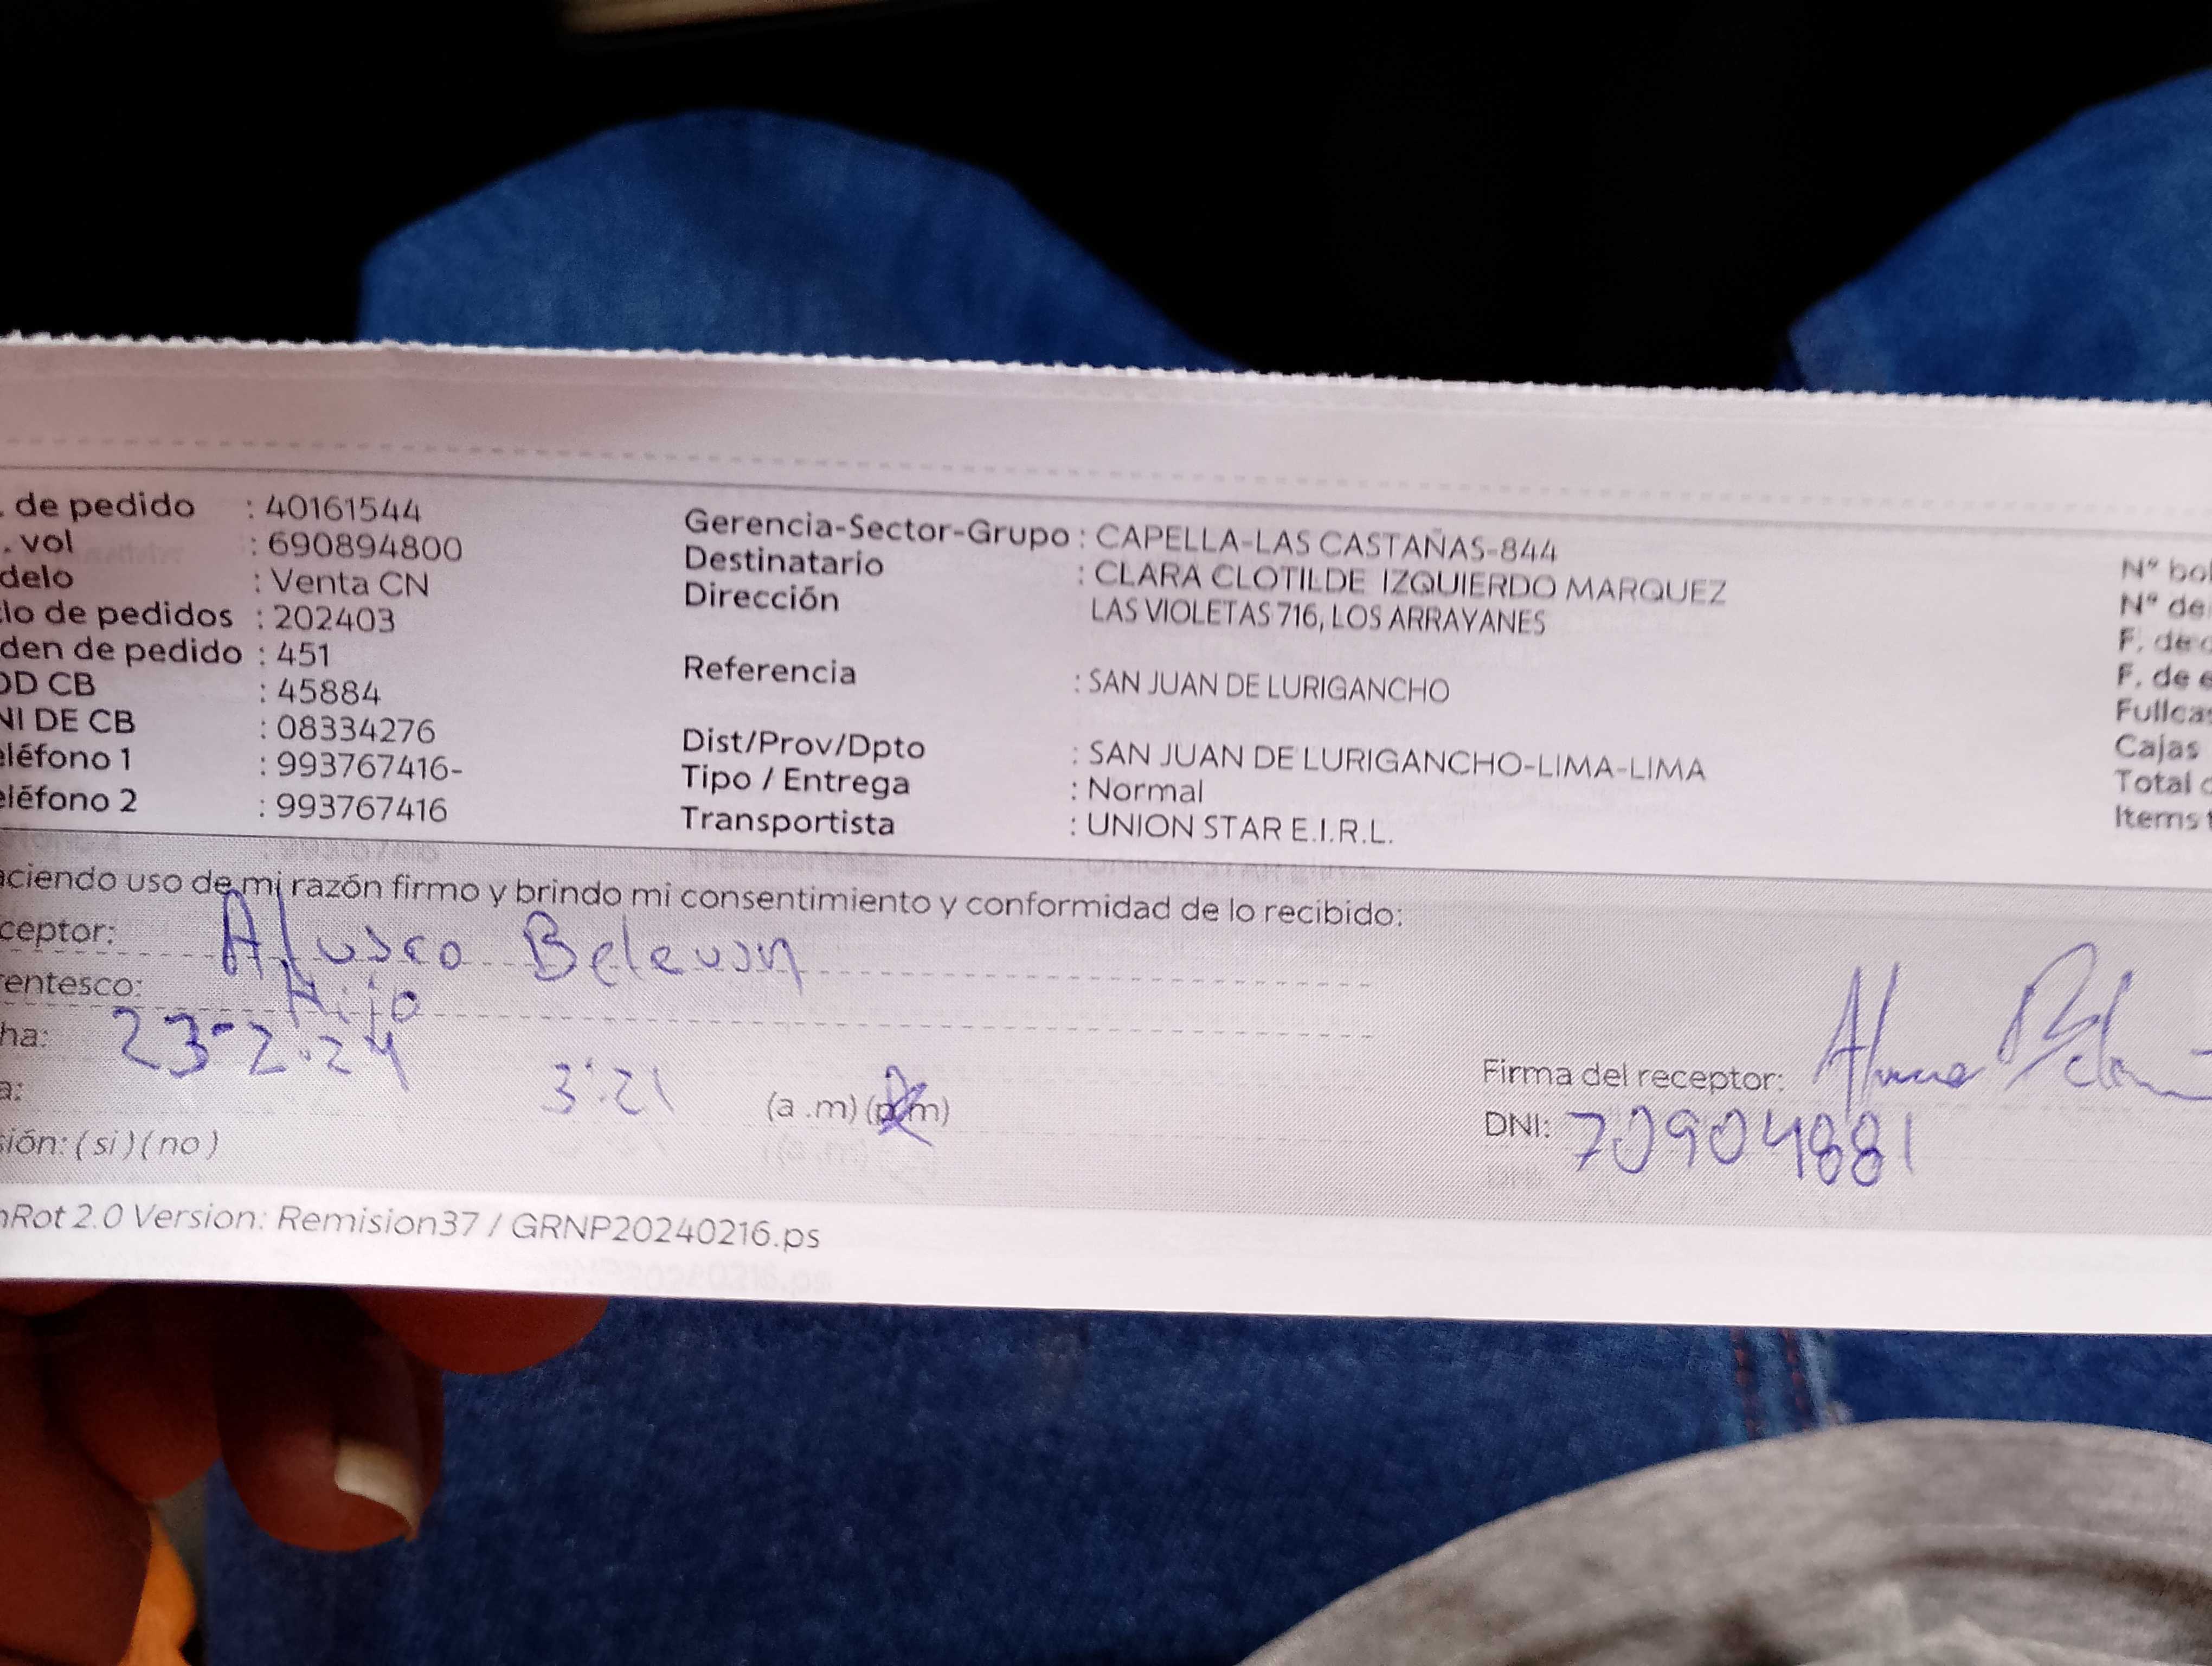 . de pedido : 40161544
. vol : 690894800
delo : Venta CN
lo de pedidos : 202403
den de pedido : 451
OD CB : 45884
NI DE CB : 08334276
eléfono 1 : 993767416-
eléfono 2 : 993767416
Gerencia-Sector-Grupo : CAPELLA-LAS CASTAÑAS-844
Destinatario : CLARA CLOTILDE IZQUIERDO MARQUEZ
Dirección LAS VIOLETAS 716, LOS ARRAYANES
Referencia : SAN JUAN DE LURIGANCHO
Dist/Prov/Dpto : SAN JUAN DE LURIGANCHO-LIMA-LIMA
Tipo / Entrega : Normal
Transportista : UNION STAR E.I.R.L.
N° bol
N° de
F. de
F. de e
Fullcas
Cajas
Total
Items
aciendo uso de mi razón firmo y brindo mi consentimiento y conformidad de lo recibido:
ceptor:
rentesco: Hijo
ha: 23-2-24
a: 3:21 (a .m) (p.m)
sión: ( si ) ( no )
Firma del receptor:
DNI: 70904881
nRot 2.0 Version: Remision37 / GRNP20240216.ps